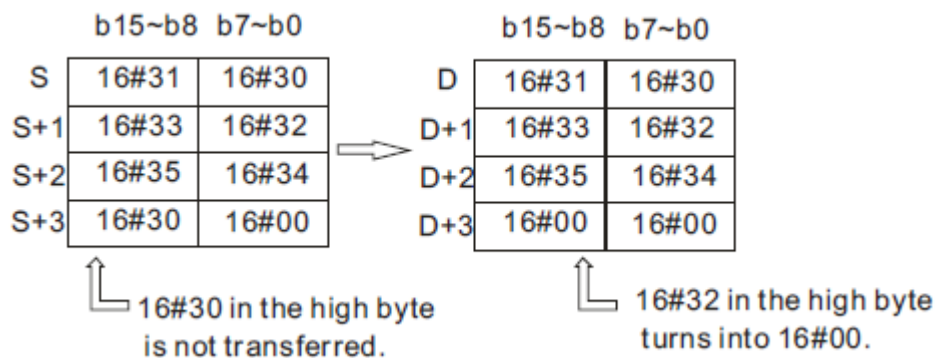 b15~b8 b7~b0
S 16#31 16#30
S+1 16#33 16#32
S+2 16#35 16#34
S+3 16#30 16#00
16#30 in the high byte
is not transferred.
b15~b8 b7~b0
D 16#31 16#30
D+1 16#33 16#32
D+2 16#35 16#34
D+3 16#00 16#00
16#32 in the high byte
turns into 16#00.